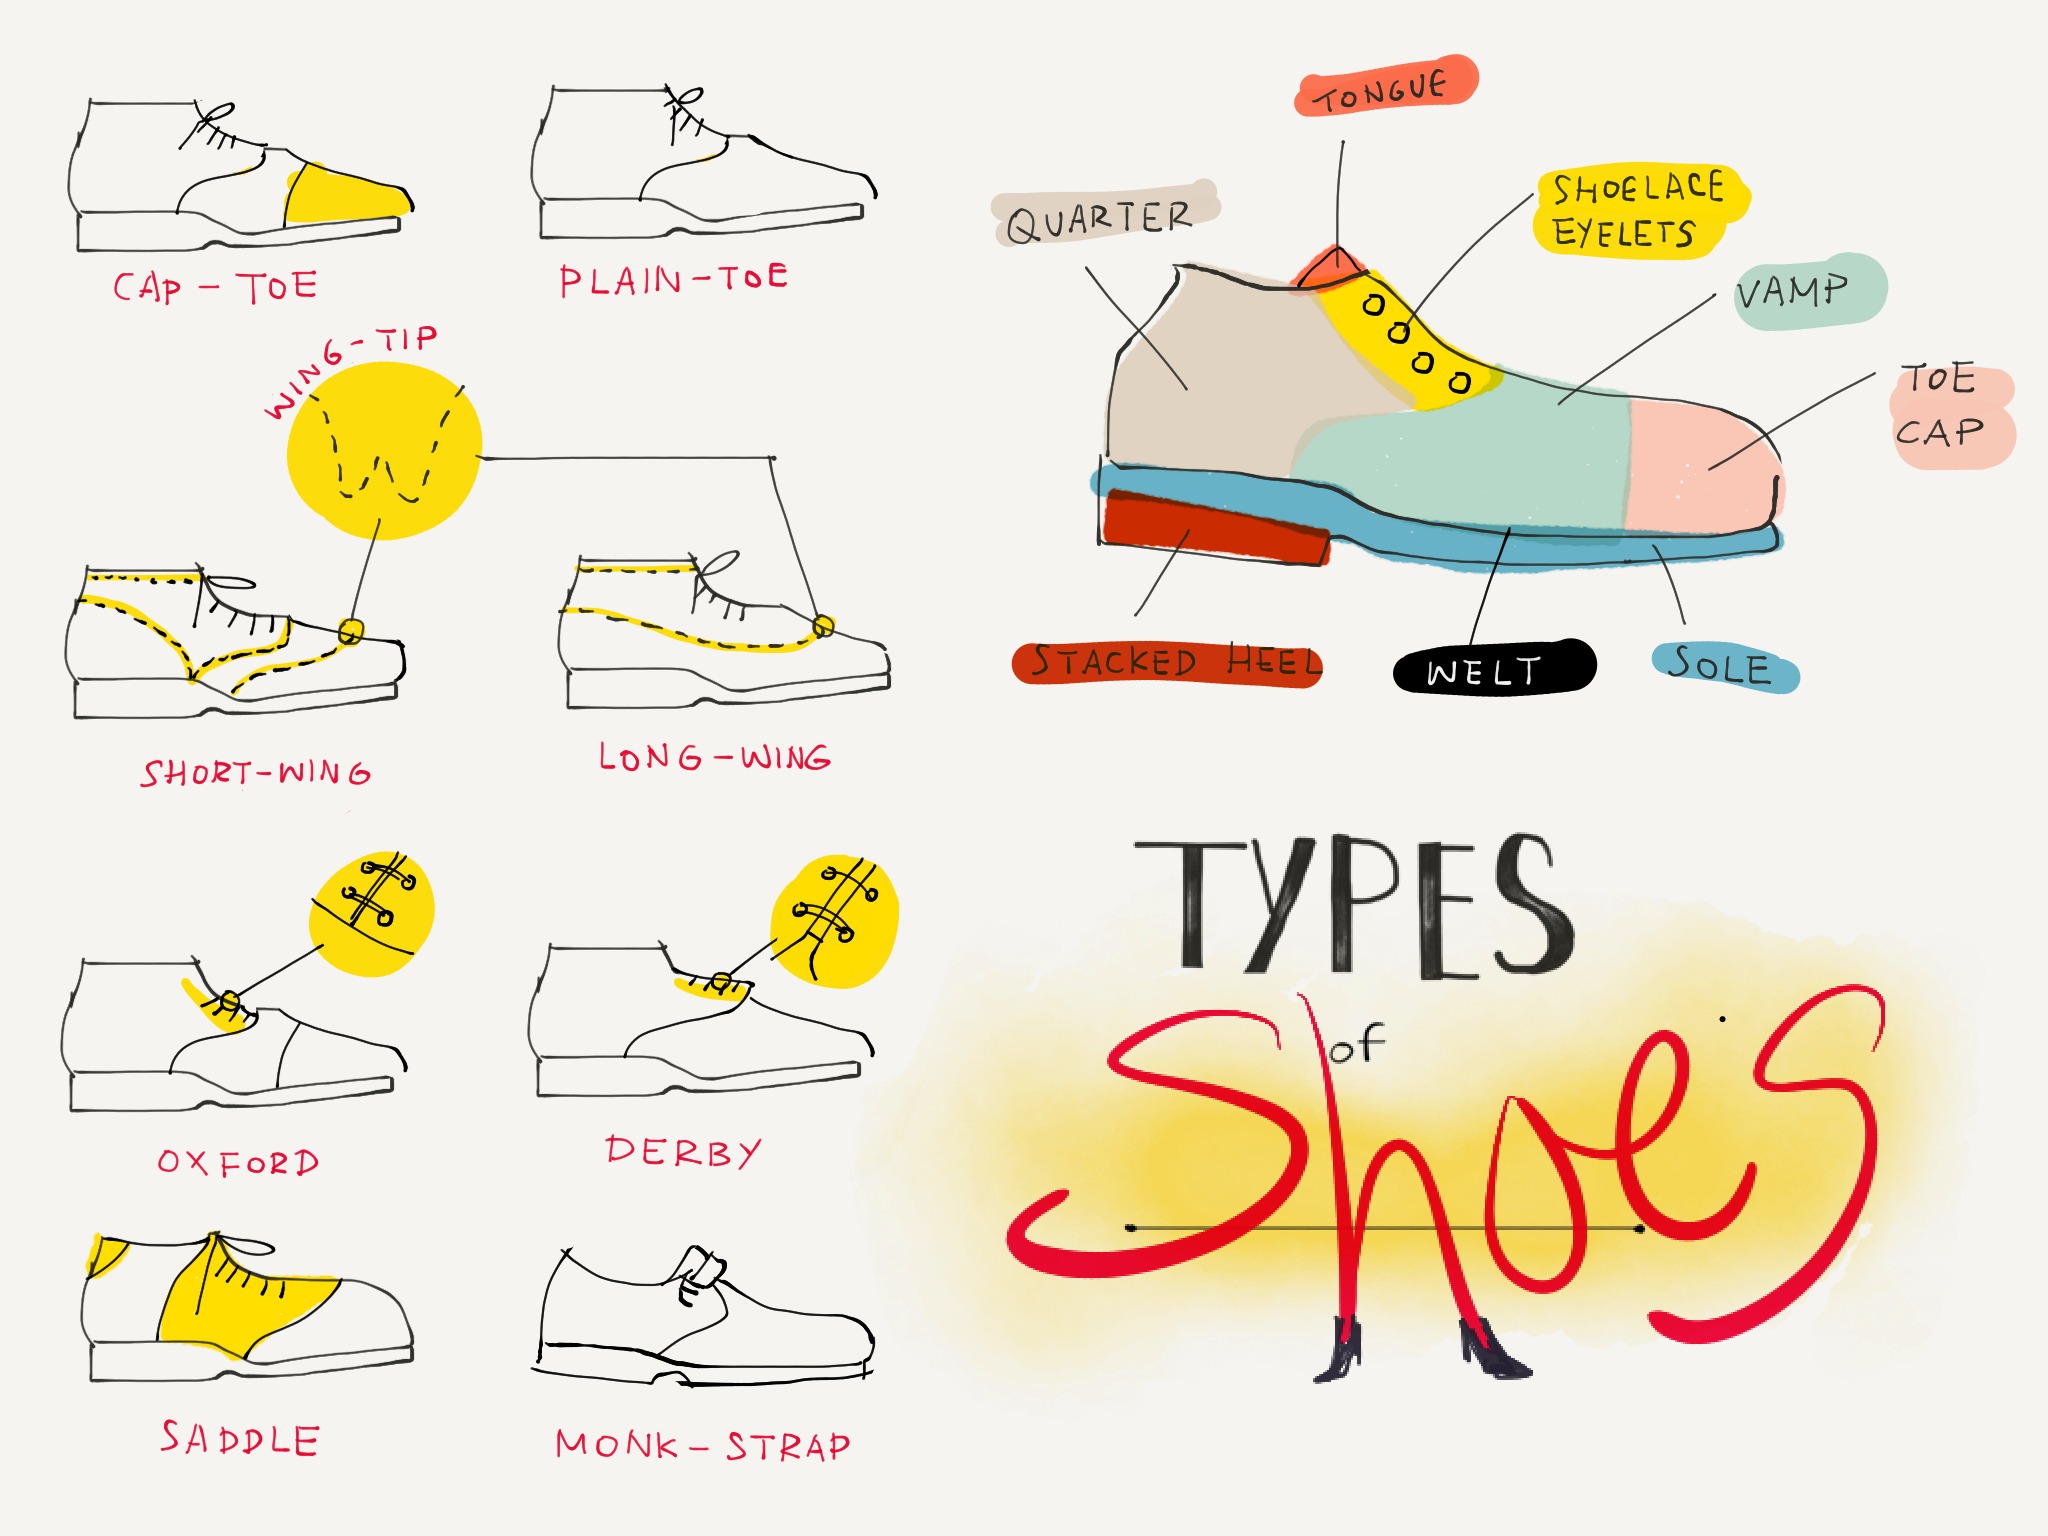 CAP-TOE
PLAIN-TOE
WING-TIP
SHORT-WING
LONG-WING
OXFORD
DERBY
SADDLE
MONK-STRAP
TONGUE
QUARTER
SHOELACE
EYELETS
VAMP
TOE
CAP
STACKED HEEL
WELT
SOLE
TYPES
of
Shoes